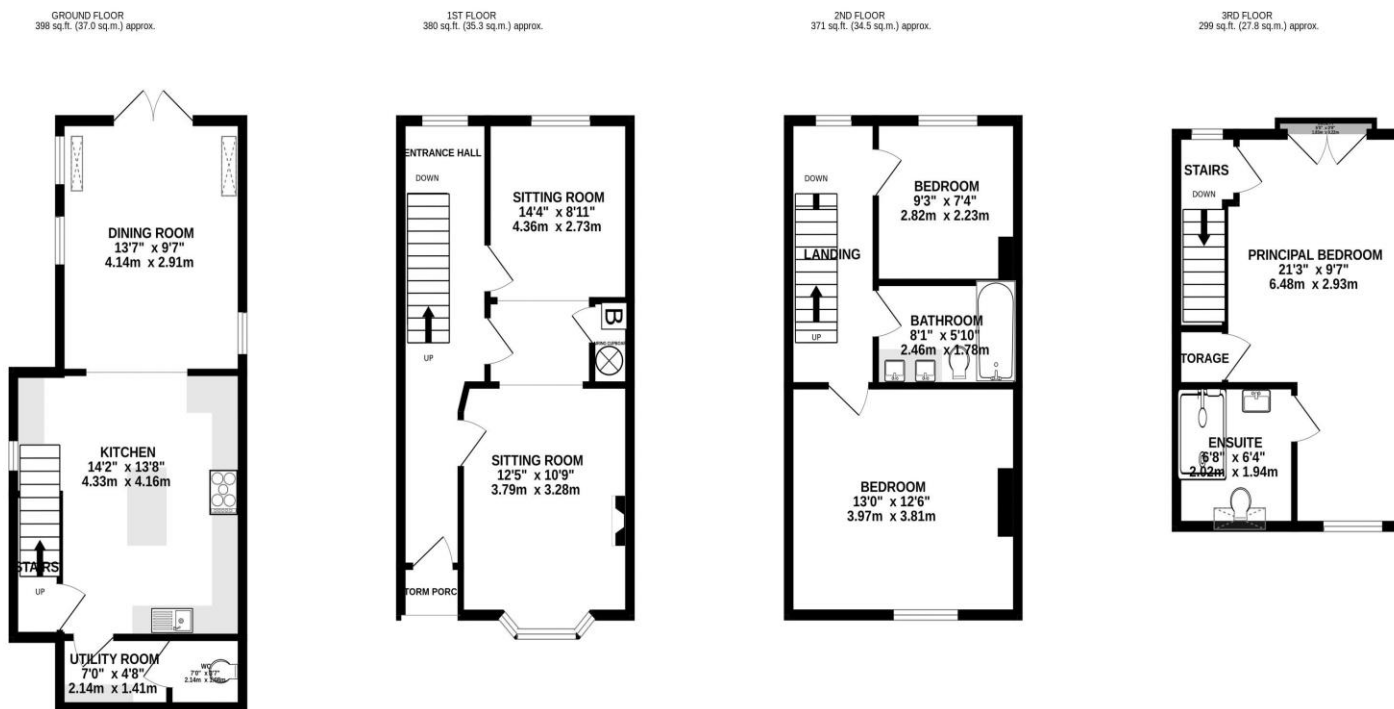 GROUND FLOOR
398 sq.ft. (37.0 sq.m.) approx.
1ST FLOOR
380 sq.ft. (35.3 sq.m.) approx.
2ND FLOOR
371 sq.ft. (34.5 sq.m.) approx.
3RD FLOOR
299 sq.ft. (27.8 sq.m.) approx.
DINING ROOM
13'7" x 9'7"
4.14m x 2.91m
KITCHEN
14'2" x 13'8"
4.33m x 4.16m
STAIRS
UP
UTILITY ROOM
7'0" x 4'8"
2.14m x 1.41m
WC
ENTRANCE HALL
DOWN
SITTING ROOM
14'4" x 8'11"
4.36m x 2.73m
B
UP
SITTING ROOM
12'5" x 10'9"
3.79m x 3.28m
TORM PORC
DOWN
BEDROOM
9'3" x 7'4"
2.82m x 2.23m
LANDING
UP
BATHROOM
8'1" x 5'10"
2.46m x 1.78m
BEDROOM
13'0" x 12'6"
3.97m x 3.81m
STAIRS
DOWN
PRINCIPAL BEDROOM
21'3" x 9'7"
6.48m x 2.93m
TORAGE
ENSUITE
6'8" x 6'4"
2.02m x 1.94m